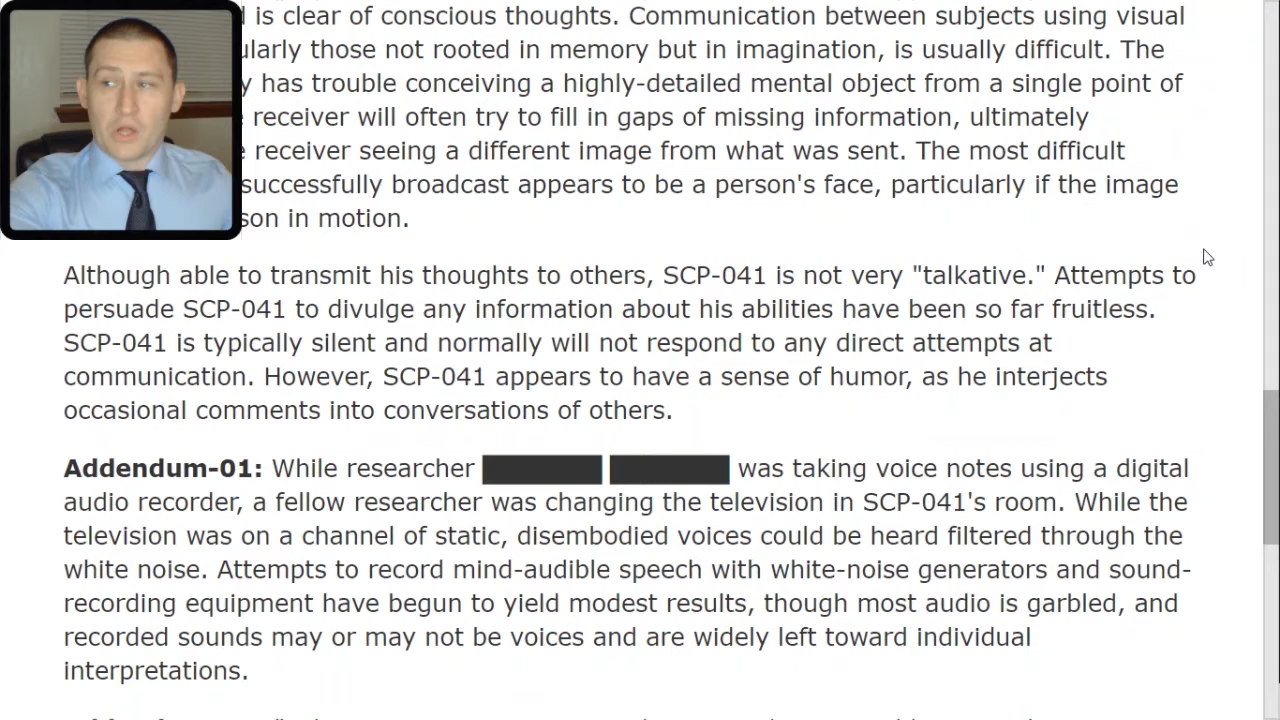 is clear of conscious thoughts. Communication between subjects using visual
ularly those not rooted in memory but in imagination, is usually difficult. The
y has trouble conceiving a highly-detailed mental object from a single point of
receiver will often try to fill in gaps of missing information, ultimately
e receiver seeing a different image from what was sent. The most difficult
successfully broadcast appears to be a person's face, particularly if the image
son in motion.
Although able to transmit his thoughts to others, SCP-041 is not very "talkative." Attempts to
persuade SCP-041 to divulge any information about his abilities have been so far fruitless.
SCP-041 is typically silent and normally will not respond to any direct attempts at
communication. However, SCP-041 appears to have a sense of humor, as he interjects
occasional comments into conversations of others.
Addendum-01: While researcher was taking voice notes using a digital
audio recorder, a fellow researcher was changing the television in SCP-041's room. While the
television was on a channel of static, disembodied voices could be heard filtered through the
white noise. Attempts to record mind-audible speech with white-noise generators and sound-
recording equipment have begun to yield modest results, though most audio is garbled, and
recorded sounds may or may not be voices and are widely left toward individual
interpretations.